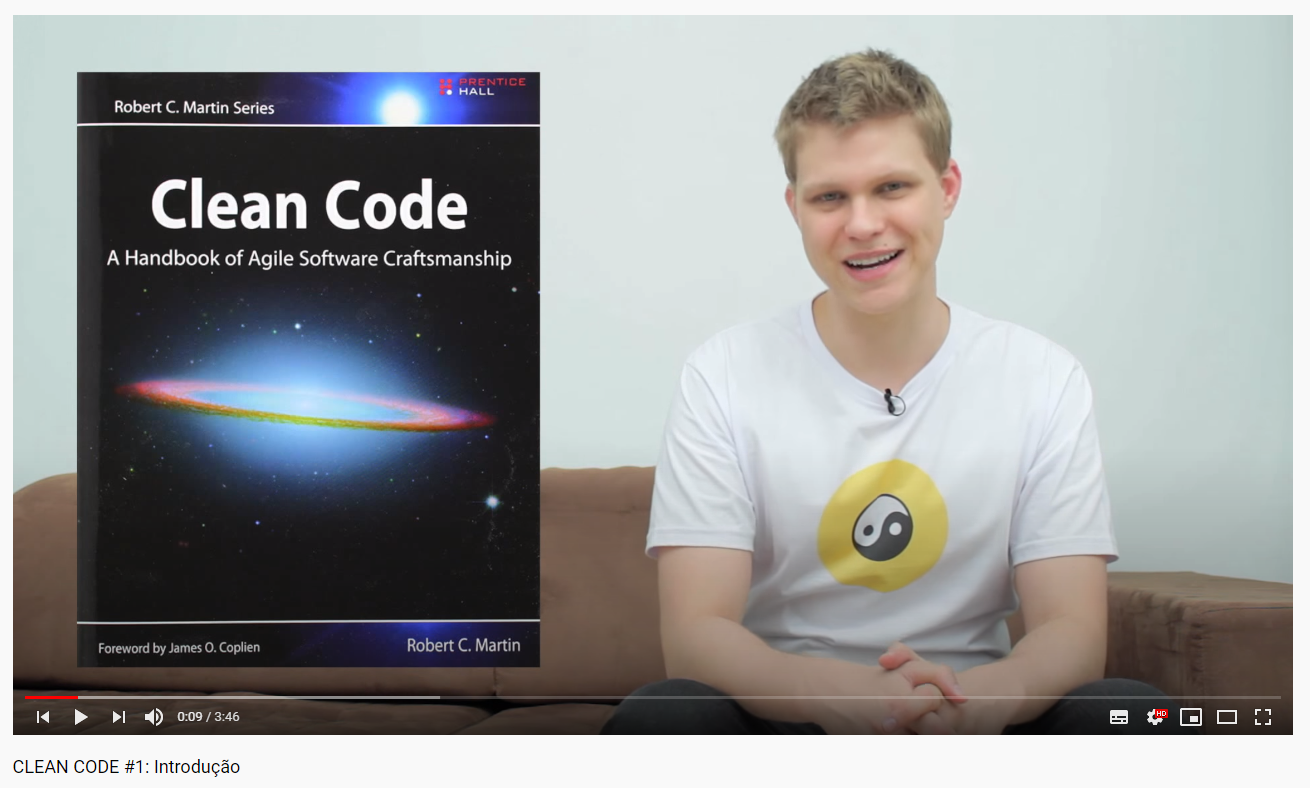 PRENTICE
HALL
Robert C. Martin Series
Clean Code
A Handbook of Agile Software Craftsmanship
Foreword by James O. Coplien
Robert C. Martin
0:09 / 3:46
HD
CLEAN CODE #1: Introdução